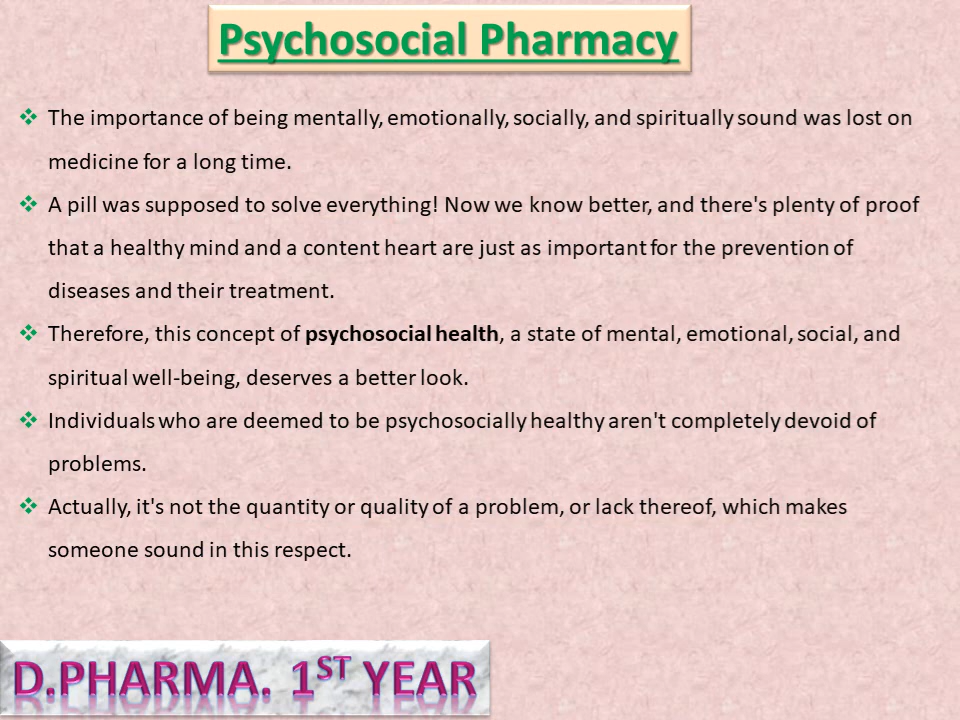 Psychosocial Pharmacy
❖ The importance of being mentally, emotionally, socially, and spiritually sound was lost on
medicine for a long time.
❖ A pill was supposed to solve everything! Now we know better, and there's plenty of proof
that a healthy mind and a content heart are just as important for the prevention of
diseases and their treatment.
❖ Therefore, this concept of psychosocial health, a state of mental, emotional, social, and
spiritual well-being, deserves a better look.
❖ Individuals who are deemed to be psychosocially healthy aren't completely devoid of
problems.
❖ Actually, it's not the quantity or quality of a problem, or lack thereof, which makes
someone sound in this respect.
D.PHARMA. 1ST YEAR